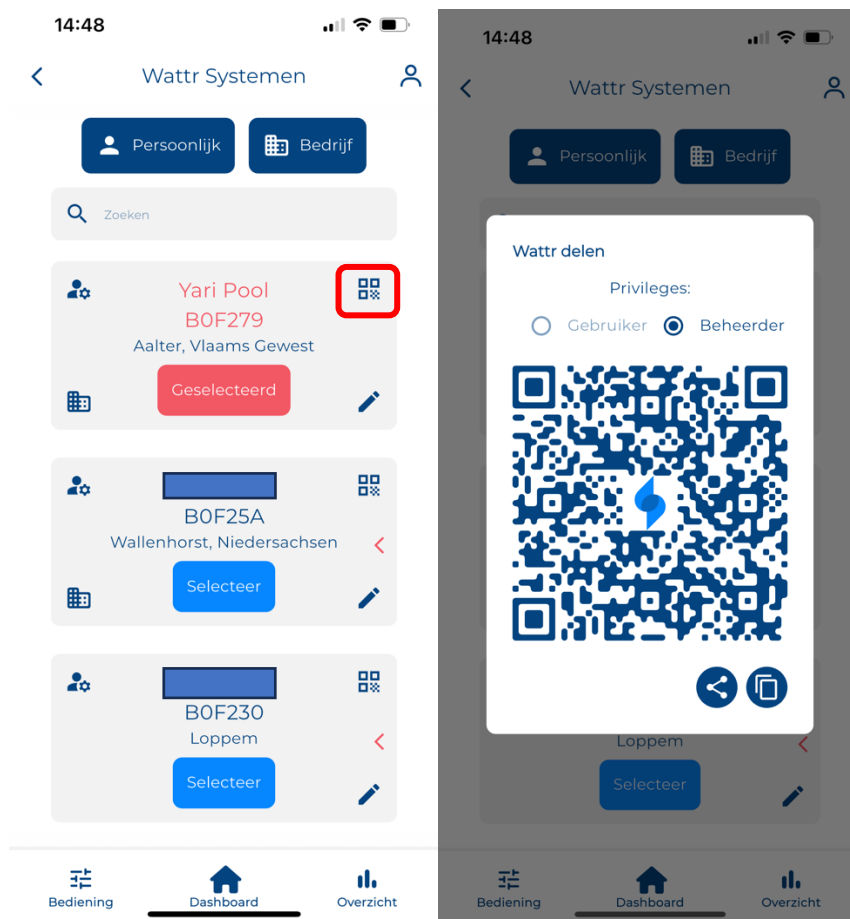 14:48
Wattr Systemen
Persoonlijk
Bedrijf
Zoeken
Yari Pool
B0F279
Aalter, Vlaams Gewest
Geselecteerd
B0F25A
Wallenhorst, Niedersachsen
Selecteer
B0F230
Loppem
Selecteer
Bediening
Dashboard
Overzicht
14:48
Wattr Systemen
Persoonlijk
Bedrijf
Wattr delen
Privileges:
Gebruiker
Beheerder
Loppem
Selecteer
Bediening
Dashboard
Overzicht